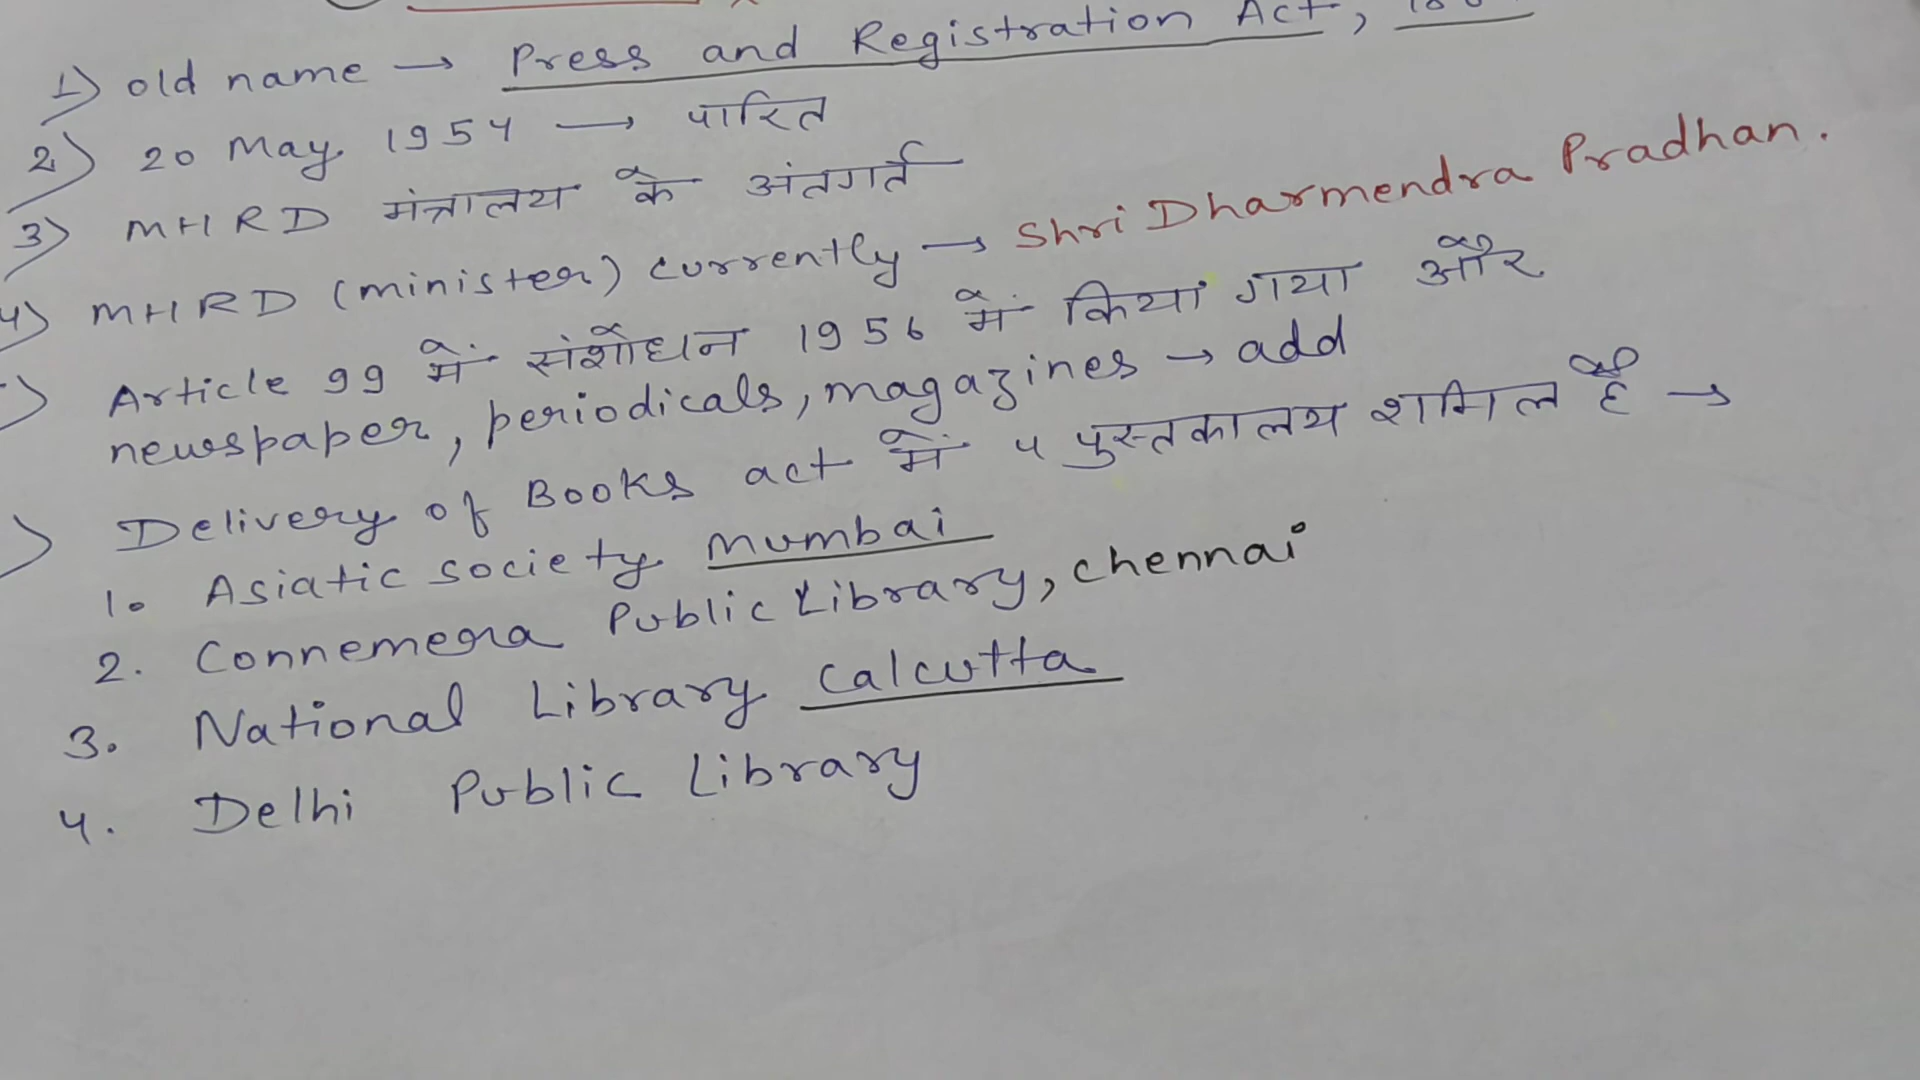 1) old name → Press and Registration Act,
2) 20 May 1954 → पारित
3) MHRD मंत्रालय के अंतगर्त
4) MHRD (minister) currently → Shri Dharmendra Pradhan.
Article 99 में संशोधन 1956 में किया गया और
newspaper, periodicals, magazines → add
Delivery of Books act में 4 पुस्तकालय शामिल है →
1. Asiatic society Mumbai
2. Connemera Public Library, Chennai
3. National Library Calcutta
4. Delhi Public Library